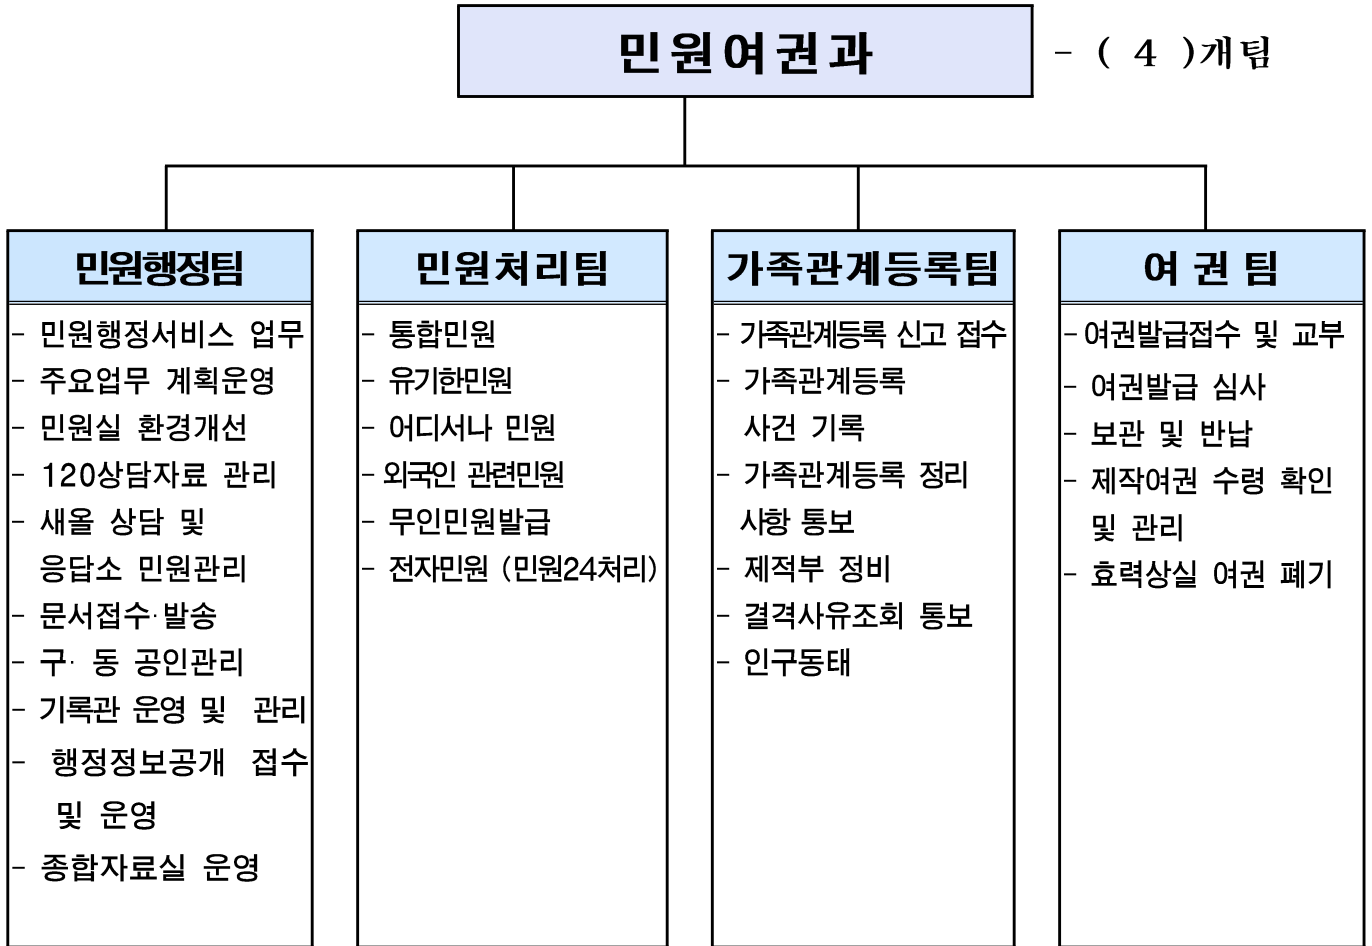 민원여권과
- ( 4 )개팀
민원행정팀
- 민원행정서비스 업무
- 주요업무 계획운영
- 민원실 환경개선
- 120상담자료 관리
- 새올 상담 및
응답소 민원관리
- 문서접수·발송
- 구· 동 공인관리
- 기록관 운영 및 관리
- 행정정보공개 접수
및 운영
- 종합자료실 운영
민원처리팀
- 통합민원
- 유기한민원
- 어디서나 민원
- 외국인 관련민원
- 무인민원발급
- 전자민원 (민원24처리)
가족관계등록팀
- 가족관계등록 신고 접수
- 가족관계등록
사건 기록
- 가족관계등록 정리
사항 통보
- 제적부 정비
- 결격사유조회 통보
- 인구동태
여 권 팀
- 여권발급접수 및 교부
- 여권발급 심사
- 보관 및 반납
- 제작여권 수령 확인
및 관리
- 효력상실 여권 폐기